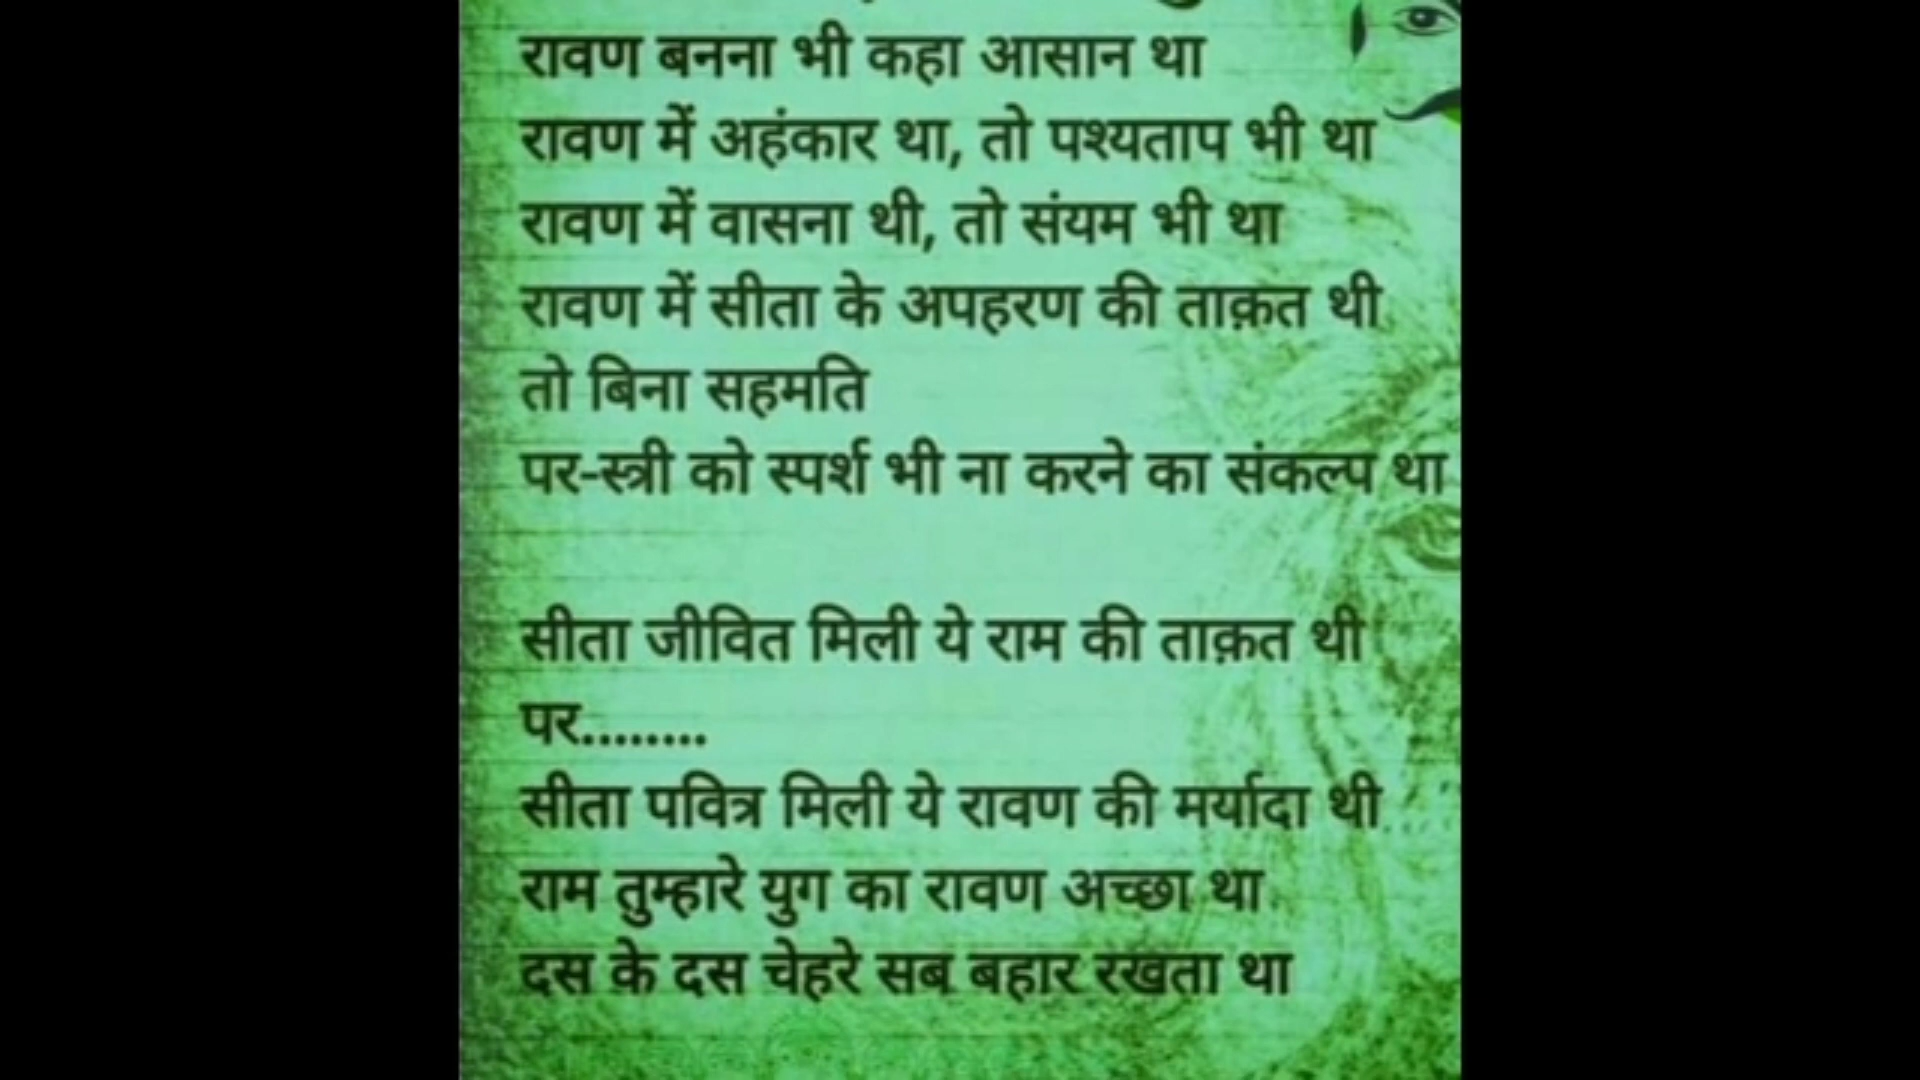 रावण बनना भी कहा आसान था
रावण में अहंकार था, तो पश्यताप भी था
रावण में वासना थी, तो संयम भी था
रावण में सीता के अपहरण की ताक़त थी
तो बिना सहमति
पर-स्त्री को स्पर्श भी ना करने का संकल्प था
सीता जीवित मिली ये राम की ताक़त थी
पर........
सीता पवित्र मिली ये रावण की मर्यादा थी
राम तुम्हारे युग का रावण अच्छा था
दस के दस चेहरे सब बहार रखता था